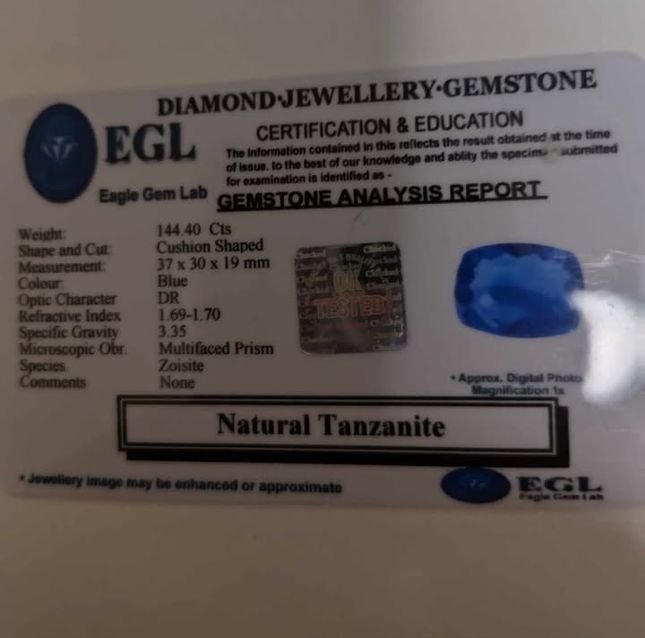 DIAMOND·JEWELLERY·GEMSTONE
EGL
Eagle Gem Lab
CERTIFICATION & EDUCATION
The Information contained in this reflects the result obtained at the time
of issue. to the best of our knowledge and ablity the specim submitted
for examination is identified as -
GEMSTONE ANALYSIS REPORT
Weight: 144.40 Cts
Shape and Cut: Cushion Shaped
Measurement: 37 x 30 x 19 mm
Colour: Blue
Optic Character DR
Refractive Index 1.69-1.70
Specific Gravity 3.35
Microscopic Obr. Multifaced Prism
Species. Zoisite
Comments None
Checked
OK
TESTED!
• Approx. Digital Photo
Magnification 1x
Natural Tanzanite
* Jewellery image may be enhanced or approximate
EGL
Eagle Gem Lab